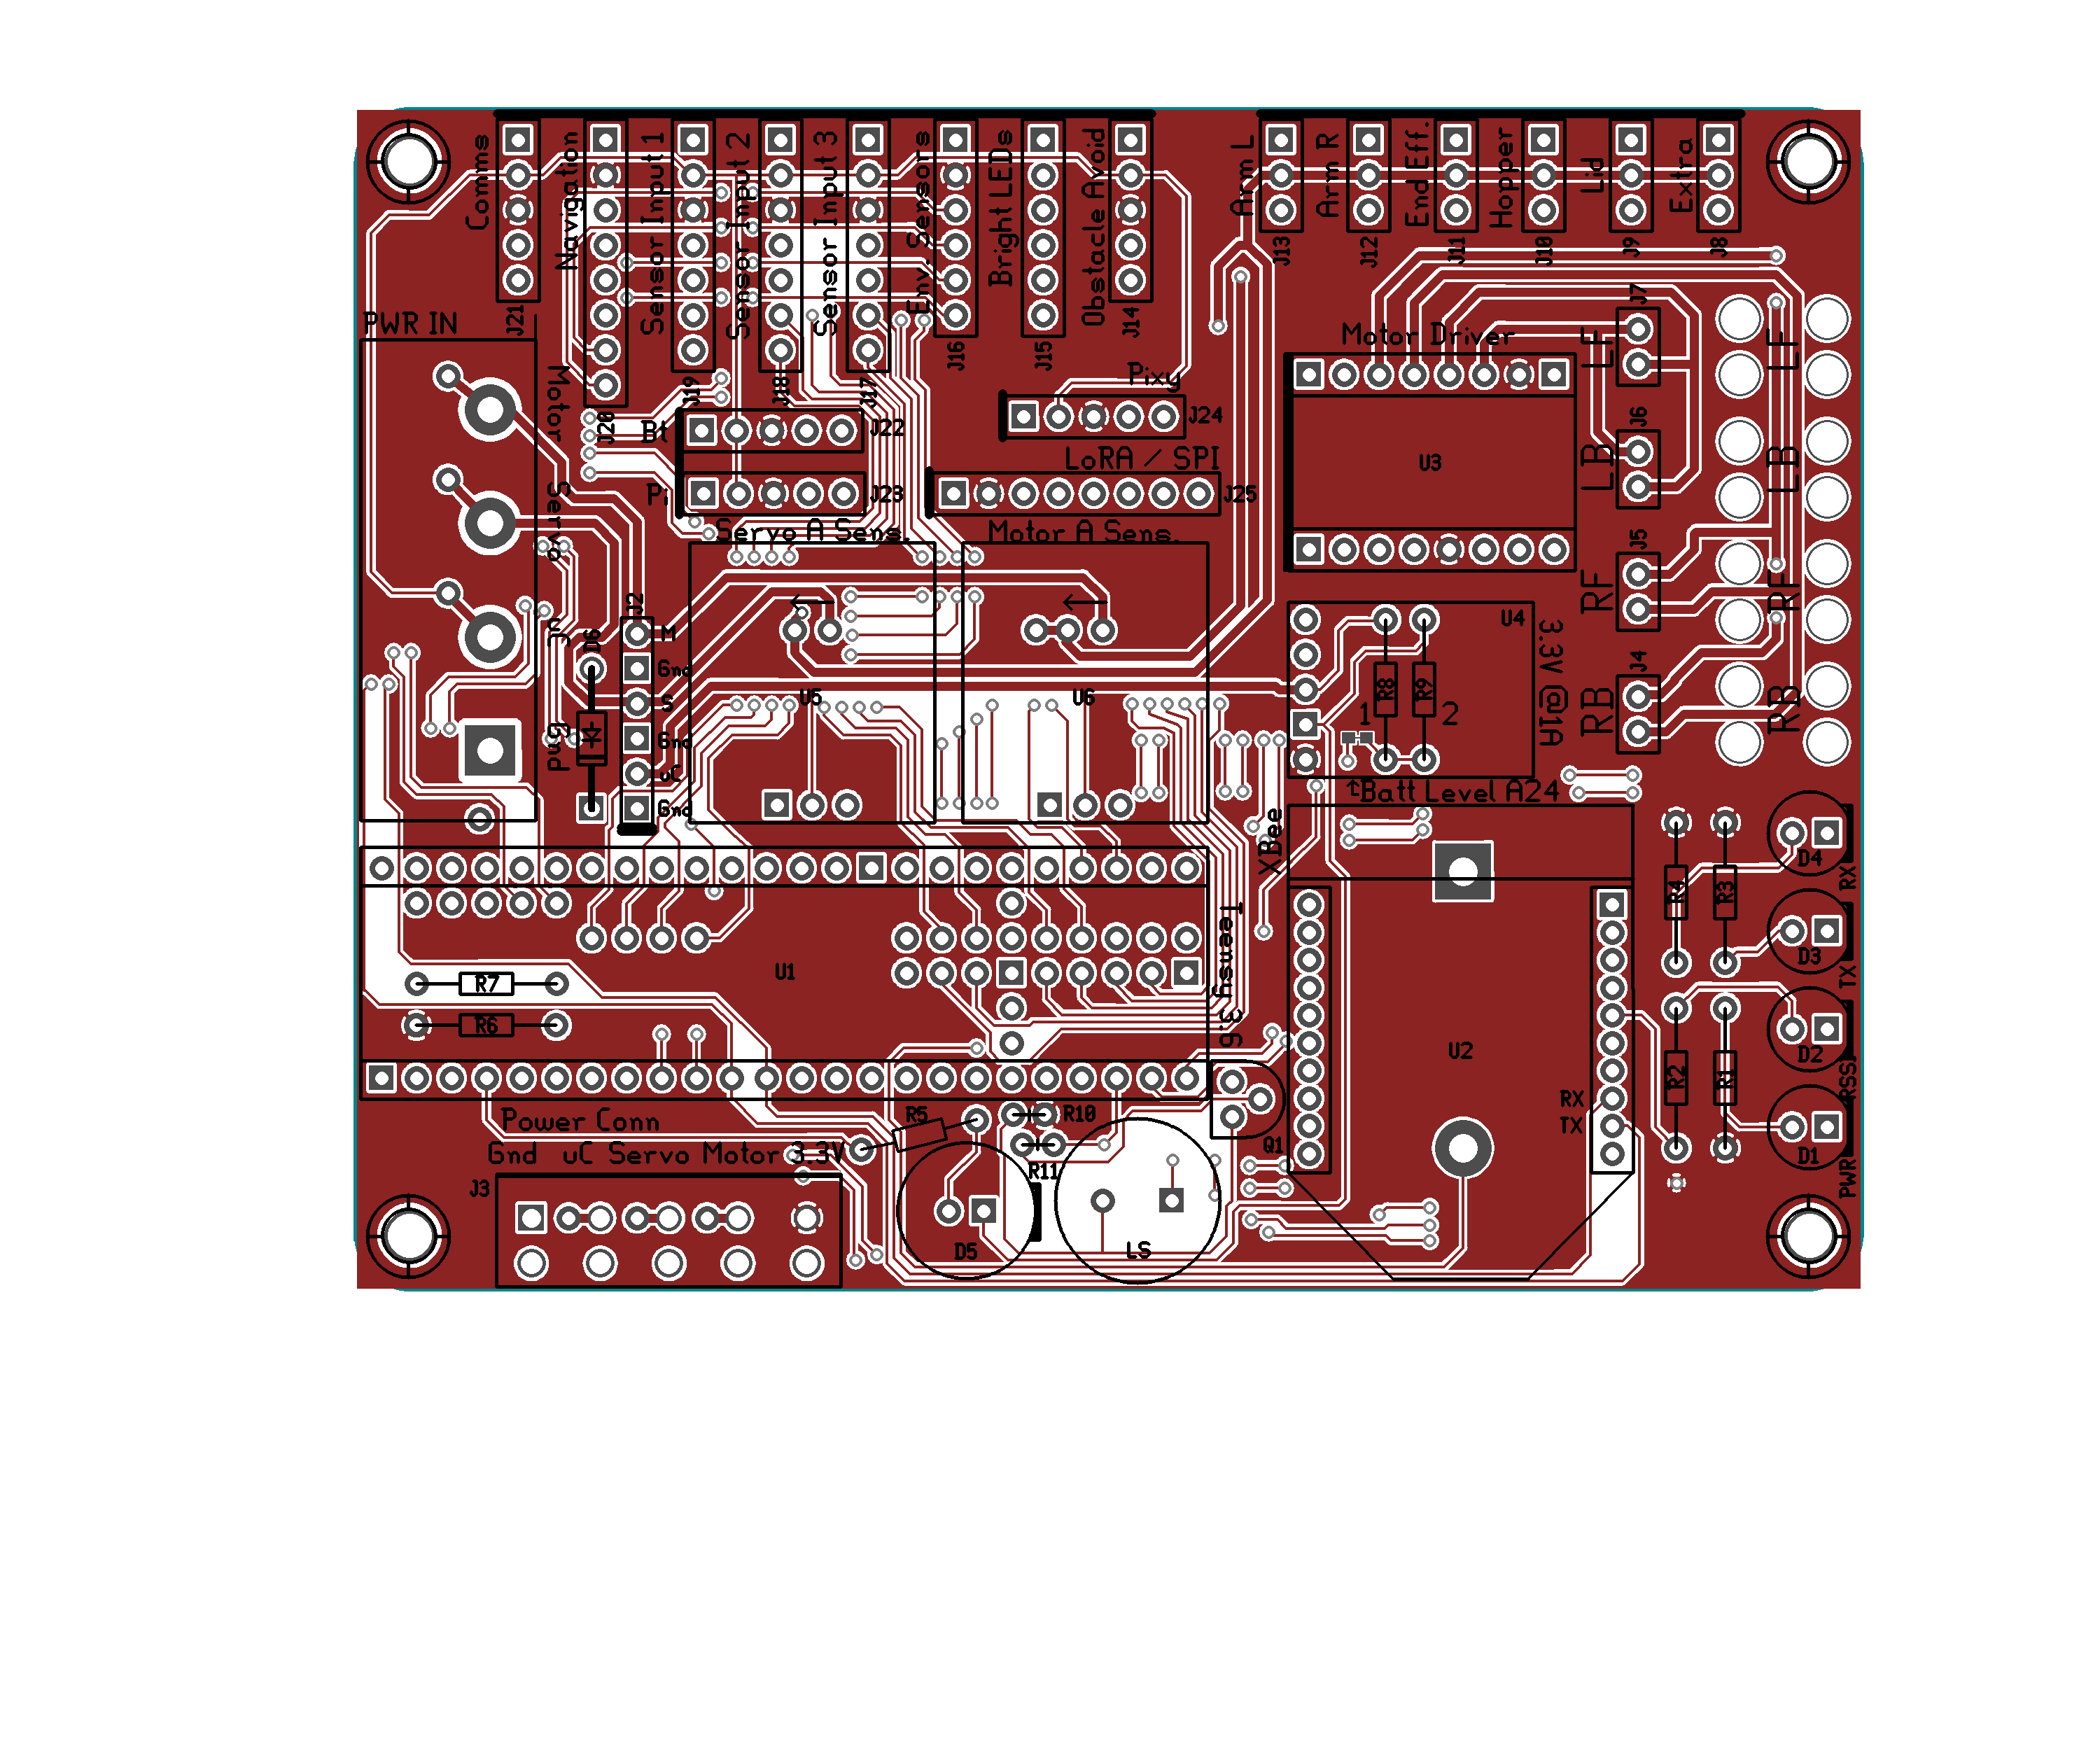 Comms
Navigation
Sensor Input 1
Sensor Input 2
Sensor Input 3
Env. Sensors
Bright LEDs
Obstacle Avoid
Arm L
Arm R
End Eff.
Hopper
Lid
Extra
J21
J20
J19
J18
J17
J16
J15
J14
J13
J12
J11
J10
J9
J8
PWR IN
Motor
Servo
uC
Gnd
Bt
J22
Pi
J23
Pixy
J24
LoRA / SPI
J25
Motor Driver
U3
J7
LF
LF
J6
LB
LB
J5
RF
RF
J4
RB
RB
Servo A Sens.
Motor A Sens.
U5
U6
J2
D6
M
Gnd
S
Gnd
uC
Gnd
U4
3.3V @1A
R8
R9
1
2
Batt Level A24
XBee
U2
RX
TX
R4
R3
R2
R1
D4
RX
D3
TX
D2
RSSI
D1
PWR
U1
Teensy 3.6
R7
R6
Power Conn
Gnd uC Servo Motor 3.3V
J3
R5
R10
R11
Q1
D5
LS